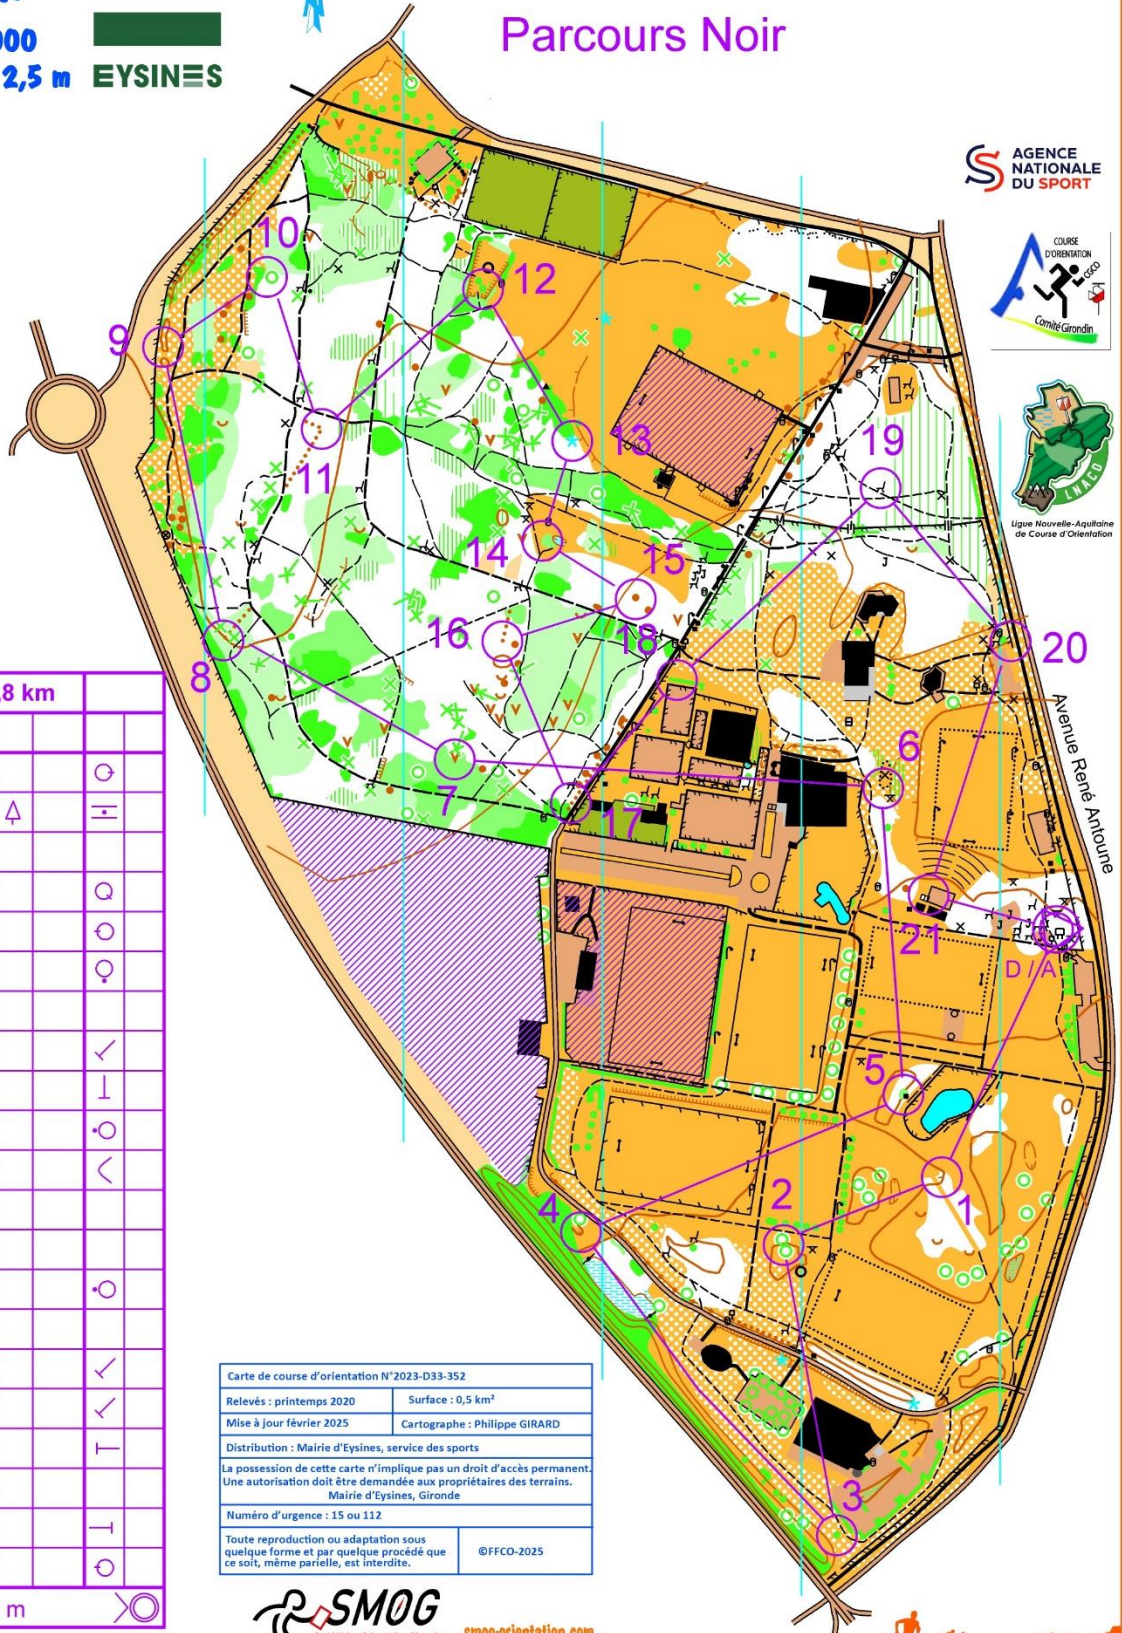 000
2,5 m
EYSINES
Parcours Noir
AGENCE
NATIONALE
DU SPORT
COURSE
D'ORIENTATION
CGCO
Comité Girondin
LNACO
Ligue Nouvelle-Aquitaine
de Course d'Orientation
10
12
9
13
19
11
14
15
16
18
20
8
,8 km
Avenue René Antoune
6
7
17
21
D / A
5
1
2
4
3
Carte de course d'orientation N°2023-D33-352
Relevés : printemps 2020
Surface : 0,5 km²
Mise à jour février 2025
Cartographe : Philippe GIRARD
Distribution : Mairie d'Eysines, service des sports
La possession de cette carte n'implique pas un droit d'accès permanent.
Une autorisation doit être demandée aux propriétaires des terrains.
Mairie d'Eysines, Gironde
Numéro d'urgence : 15 ou 112
Toute reproduction ou adaptation sous
quelque forme et par quelque procédé que
ce soit, même parielle, est interdite.
©FFCO-2025
m
SMOG
smog-orientation.com